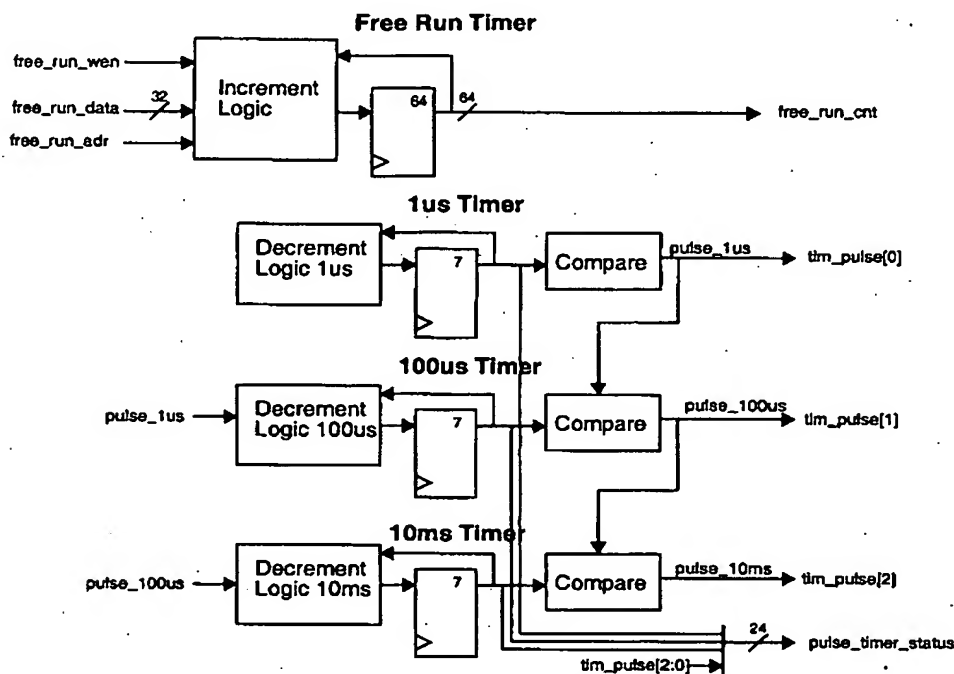 Free Run Timer
free_run_wen
free_run_data
32
free_run_adr
Increment
Logic
64
64
free_run_cnt
1us Timer
Decrement
Logic 1us
7
Compare
pulse_1us
tim_pulse[0]
100us Timer
pulse_1us
Decrement
Logic 100us
7
Compare
pulse_100us
tim_pulse[1]
10ms Timer
pulse_100us
Decrement
Logic 10ms
7
Compare
pulse_10ms
tim_pulse[2]
24
pulse_timer_status
tim_pulse[2:0]